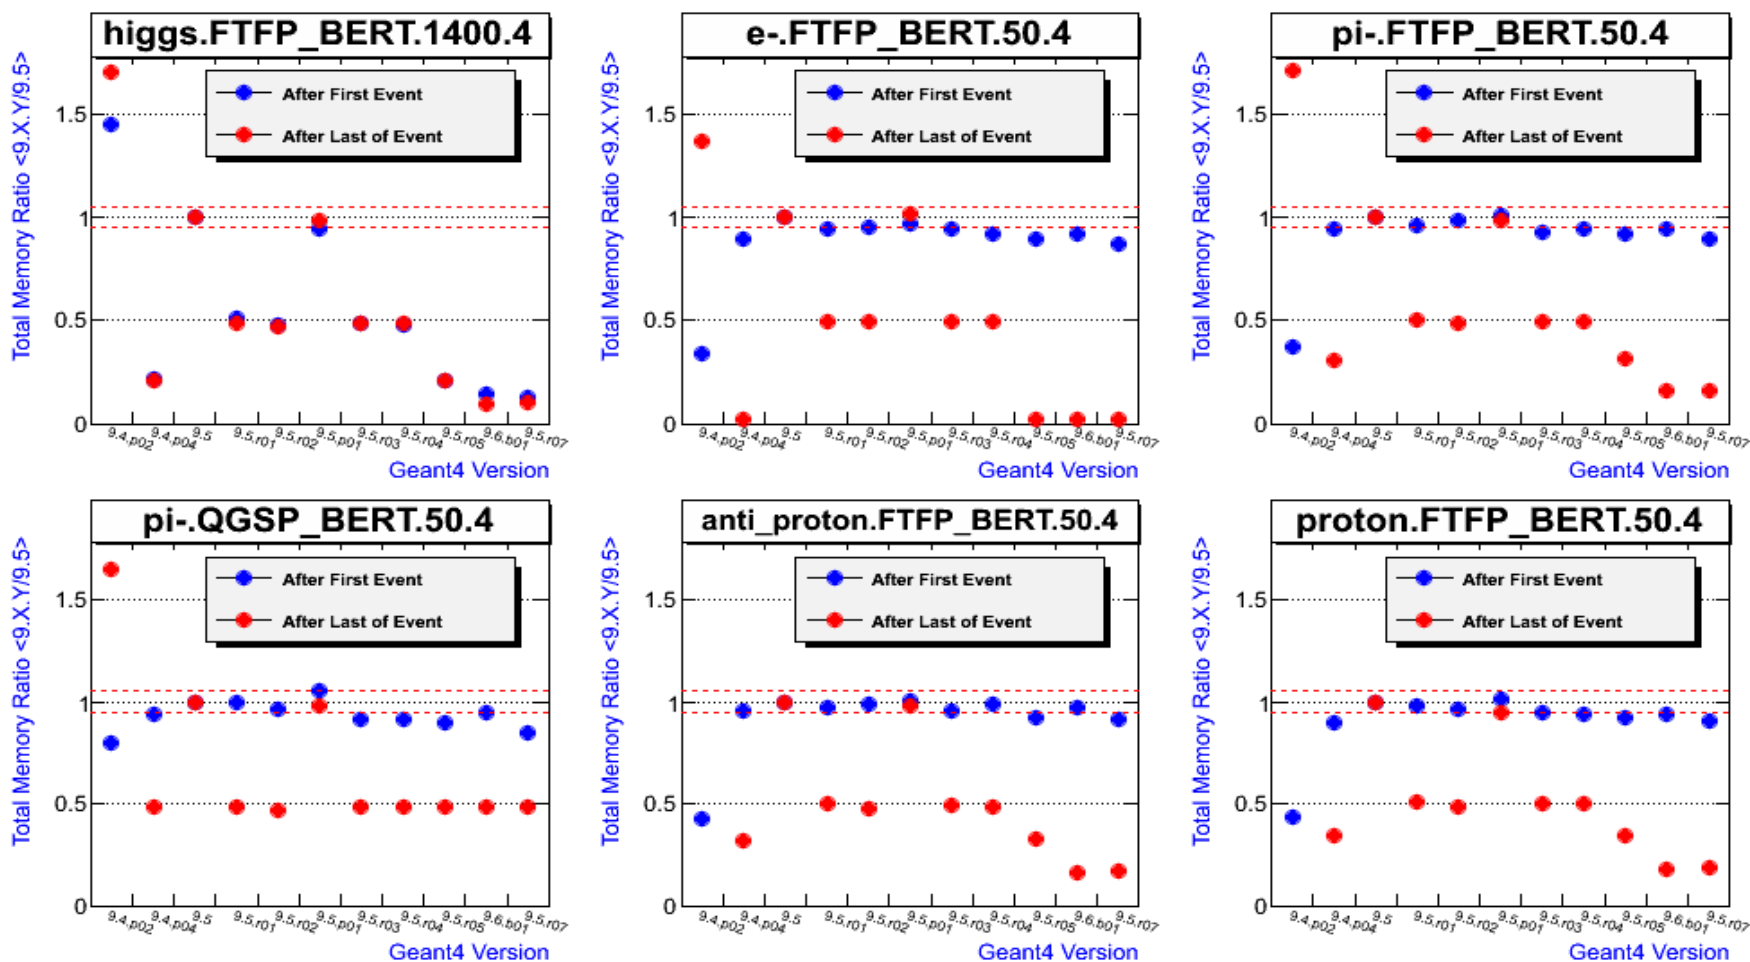 higgs.FTFP_BERT.1400.4
Total Memory Ratio <9.X.Y/9.5>
After First Event
After Last of Event
1.5
1
0.5
0
9.4.p02 9.4.p04 9.5 9.5.r01 9.5.r02 9.5.p01 9.5.r03 9.5.r04 9.5.r05 9.6.b01 9.5.r07
Geant4 Version
e-.FTFP_BERT.50.4
Total Memory Ratio <9.X.Y/9.5>
After First Event
After Last of Event
1.5
1
0.5
0
9.4.p02 9.4.p04 9.5 9.5.r01 9.5.r02 9.5.p01 9.5.r03 9.5.r04 9.5.r05 9.6.b01 9.5.r07
Geant4 Version
pi-.FTFP_BERT.50.4
Total Memory Ratio <9.X.Y/9.5>
After First Event
After Last of Event
1.5
1
0.5
0
9.4.p02 9.4.p04 9.5 9.5.r01 9.5.r02 9.5.p01 9.5.r03 9.5.r04 9.5.r05 9.6.b01 9.5.r07
Geant4 Version
pi-.QGSP_BERT.50.4
Total Memory Ratio <9.X.Y/9.5>
After First Event
After Last of Event
1.5
1
0.5
0
9.4.p02 9.4.p04 9.5 9.5.r01 9.5.r02 9.5.p01 9.5.r03 9.5.r04 9.5.r05 9.6.b01 9.5.r07
Geant4 Version
anti_proton.FTFP_BERT.50.4
Total Memory Ratio <9.X.Y/9.5>
After First Event
After Last of Event
1.5
1
0.5
0
9.4.p02 9.4.p04 9.5 9.5.r01 9.5.r02 9.5.p01 9.5.r03 9.5.r04 9.5.r05 9.6.b01 9.5.r07
Geant4 Version
proton.FTFP_BERT.50.4
Total Memory Ratio <9.X.Y/9.5>
After First Event
After Last of Event
1.5
1
0.5
0
9.4.p02 9.4.p04 9.5 9.5.r01 9.5.r02 9.5.p01 9.5.r03 9.5.r04 9.5.r05 9.6.b01 9.5.r07
Geant4 Version